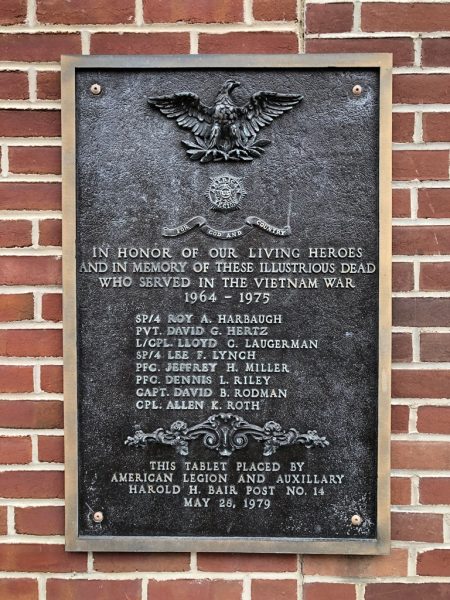 FOR GOD AND COUNTRY
IN HONOR OF OUR LIVING HEROES
AND IN MEMORY OF THESE ILLUSTRIOUS DEAD
WHO SERVED IN THE VIETNAM WAR
1964 - 1975
SP/4 ROY A. HARBAUGH
PVT. DAVID G. HERTZ
L/CPL. LLOYD C. LAUGERMAN
SP/4 LEE F. LYNCH
PFC. JEFFREY H. MILLER
PFC. DENNIS L. RILEY
CAPT. DAVID B. RODMAN
CPL. ALLEN K. ROTH
THIS TABLET PLACED BY
AMERICAN LEGION AND AUXILLARY
HAROLD H. BAIR POST NO. 14
MAY 28, 1979